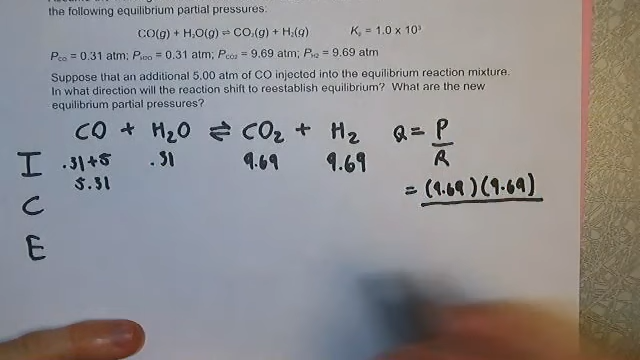 the following equilibrium partial pressures:
CO(g) + H₂O(g) ⇌ CO₂(g) + H₂(g) Kₚ = 1.0 x 10³
P_CO = 0.31 atm; P_H2O = 0.31 atm; P_CO2 = 9.69 atm; P_H2 = 9.69 atm
Suppose that an additional 5.00 atm of CO injected into the equilibrium reaction mixture.
In what direction will the reaction shift to reestablish equilibrium? What are the new
equilibrium partial pressures?
CO + H₂O ⇌ CO₂ + H₂ Q = P/R
I .31+5 .31 9.69 9.69
5.31 = (9.69)(9.69)
C
E